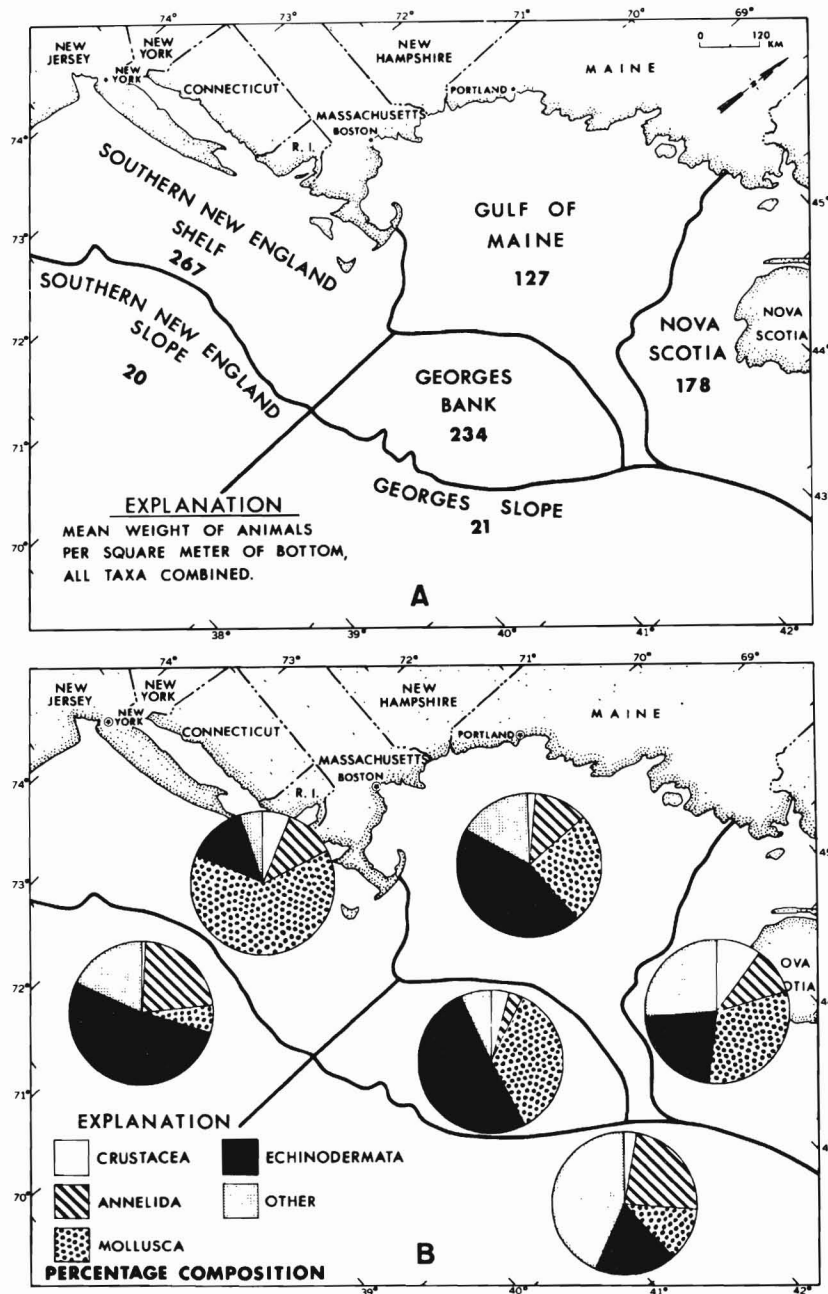 74° 73° 72° 71° 70° 69°
NEW JERSEY
NEW YORK
NEW YORK
CONNECTICUT
NEW HAMPSHIRE
MASSACHUSETTS
BOSTON
R. I.
PORTLAND
MAINE
0 120
KM
74°
73°
72°
71°
70°
45°
44°
43°
SOUTHERN NEW ENGLAND
SHELF
267
SOUTHERN NEW ENGLAND
SLOPE
20
GULF OF
MAINE
127
NOVA
SCOTIA
NOVA
SCOTIA
178
GEORGES
BANK
234
GEORGES SLOPE
21
EXPLANATION
MEAN WEIGHT OF ANIMALS
PER SQUARE METER OF BOTTOM,
ALL TAXA COMBINED.
A
38° 39° 40° 41° 42°
74° 73° 72° 71° 70° 69°
NEW JERSEY
NEW YORK
NEW YORK
CONNECTICUT
NEW HAMPSHIRE
MASSACHUSETTS
BOSTON
R. I.
PORTLAND
MAINE
74°
73°
72°
71°
70°
OVA
OTIA
EXPLANATION
CRUSTACEA
ECHINODERMATA
ANNELIDA
OTHER
MOLLUSCA
PERCENTAGE COMPOSITION
B
39° 40° 41° 42°